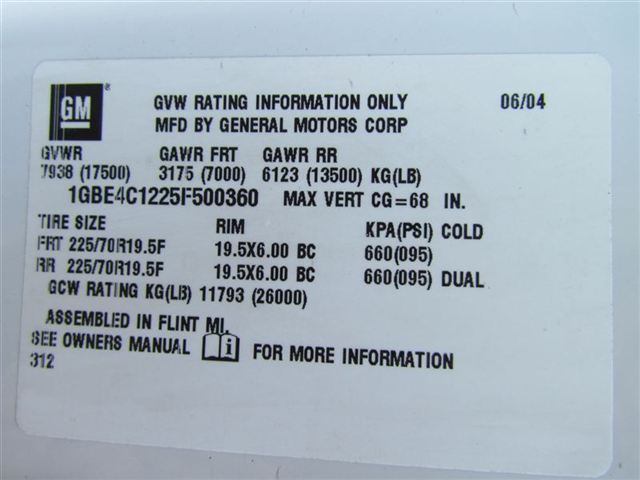 GM ®
GVW RATING INFORMATION ONLY 06/04
MFD BY GENERAL MOTORS CORP
GVWR GAWR FRT GAWR RR
7938 (17500) 3175 (7000) 6123 (13500) KG(LB)
1GBE4C1225F500360 MAX VERT CG=68 IN.
TIRE SIZE RIM KPA(PSI) COLD
FRT 225/70R19.5F 19.5X6.00 BC 660(095)
RR 225/70R19.5F 19.5X6.00 BC 660(095) DUAL
GCW RATING KG(LB) 11793 (26000)
ASSEMBLED IN FLINT MI.
SEE OWNERS MANUAL i FOR MORE INFORMATION
312